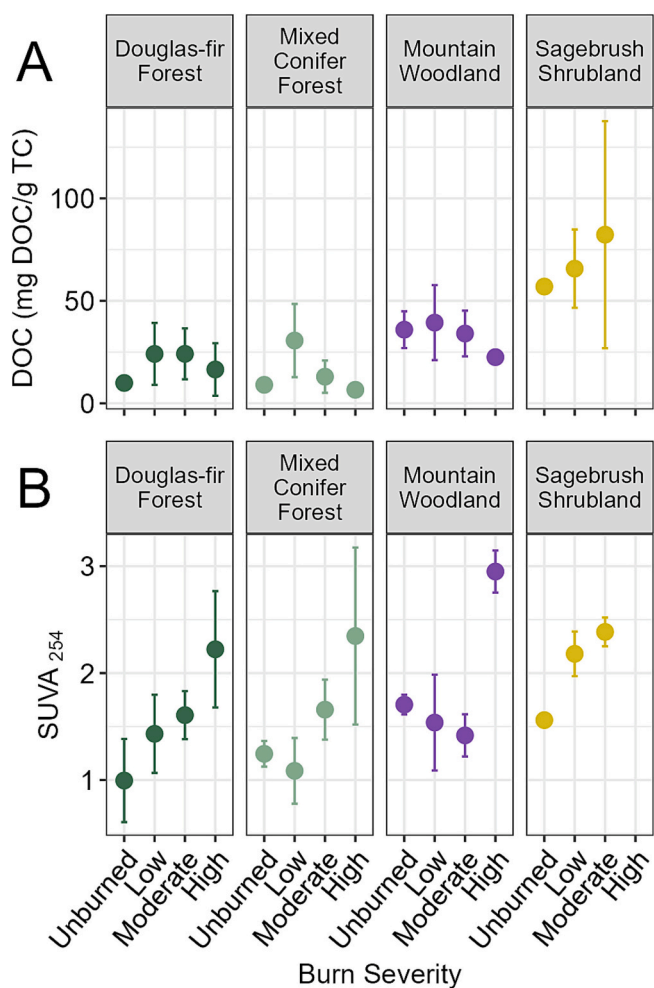 A
Douglas-fir
Forest
Mixed
Conifer
Forest
Mountain
Woodland
Sagebrush
Shrubland
DOC (mg DOC/g TC)
100
50
0
B
Douglas-fir
Forest
Mixed
Conifer
Forest
Mountain
Woodland
Sagebrush
Shrubland
SUVA 254
3
2
1
Unburned
Low
Moderate
High
Unburned
Low
Moderate
High
Unburned
Low
Moderate
High
Unburned
Low
Moderate
High
Burn Severity